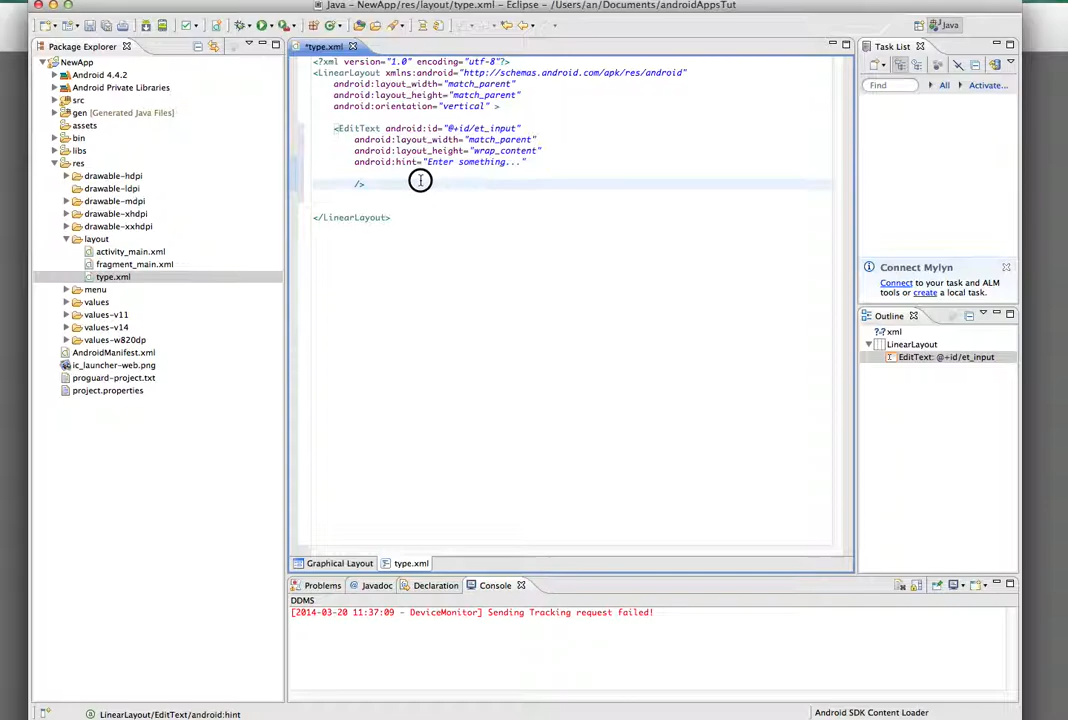 Java - NewApp/res/layout/type.xml - Eclipse - /Users/an/Documents/androidAppsTut
Java
Package Explorer
NewApp
Android 4.4.2
Android Private Libraries
src
gen [Generated Java Files]
assets
bin
libs
res
drawable-hdpi
drawable-ldpi
drawable-mdpi
drawable-xhdpi
drawable-xxhdpi
layout
activity_main.xml
fragment_main.xml
type.xml
menu
values
values-v11
values-v14
values-w820dp
AndroidManifest.xml
ic_launcher-web.png
proguard-project.txt
project.properties
*type.xml
<?xml version="1.0" encoding="utf-8"?>
<LinearLayout xmlns:android="http://schemas.android.com/apk/res/android"
android:layout_width="match_parent"
android:layout_height="match_parent"
android:orientation="vertical" >
<EditText android:id="@+id/et_input"
android:layout_width="match_parent"
android:layout_height="wrap_content"
android:hint="Enter something..."
/>
</LinearLayout>
Graphical Layout
type.xml
Task List
Find
All
Activate...
Connect Mylyn
Connect to your task and ALM
tools or create a local task.
Outline
xml
LinearLayout
EditText: @+id/et_input
Problems
@ Javadoc
Declaration
Console
DDMS
[2014-03-20 11:37:09 - DeviceMonitor] Sending Tracking request failed!
LinearLayout/EditText/android:hint
Android SDK Content Loader